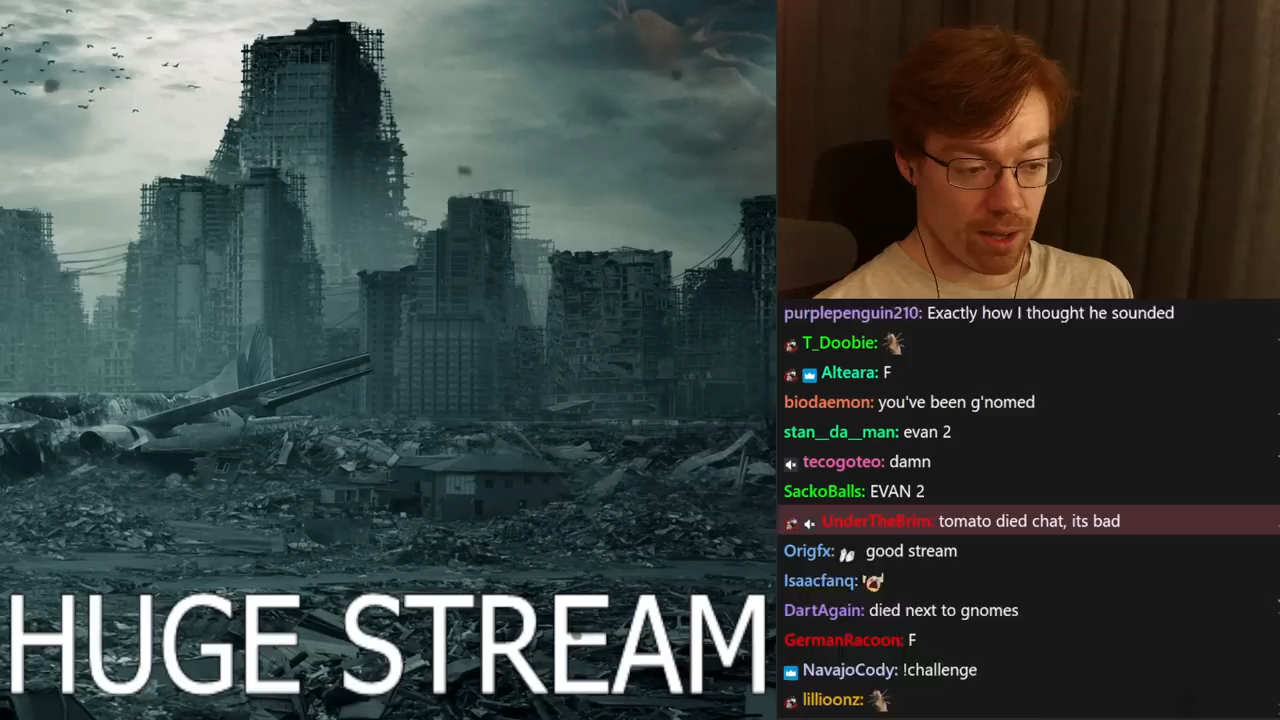 purplepenguin210: Exactly how I thought he sounded
T_Doobie:
Alteara: F
biodaemon: you've been g'nomed
stan__da__man: evan 2
tecogoteo: damn
SackoBalls: EVAN 2
UnderTheBrim: tomato died chat, its bad
Origfx: good stream
Isaacfanq:
DartAgain: died next to gnomes
GermanRacoon: F
NavajoCody: !challenge
lillioonz:
HUGE STREAM